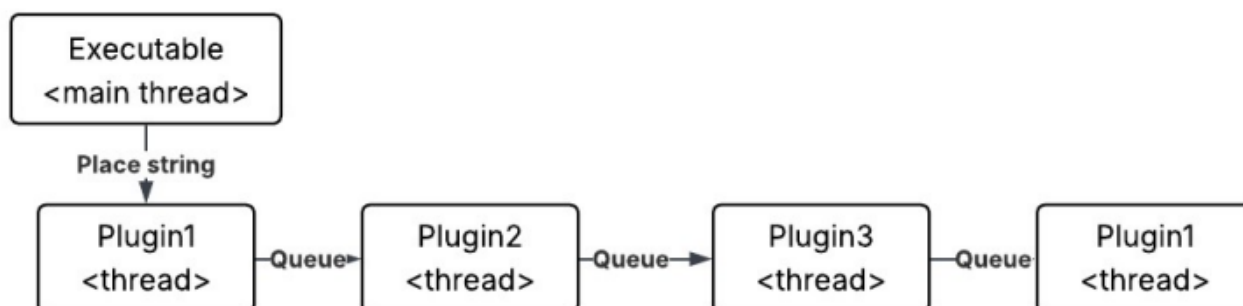 Executable
<main thread>
Place string
Plugin1
<thread>
Queue
Plugin2
<thread>
Queue
Plugin3
<thread>
Queue
Plugin1
<thread>